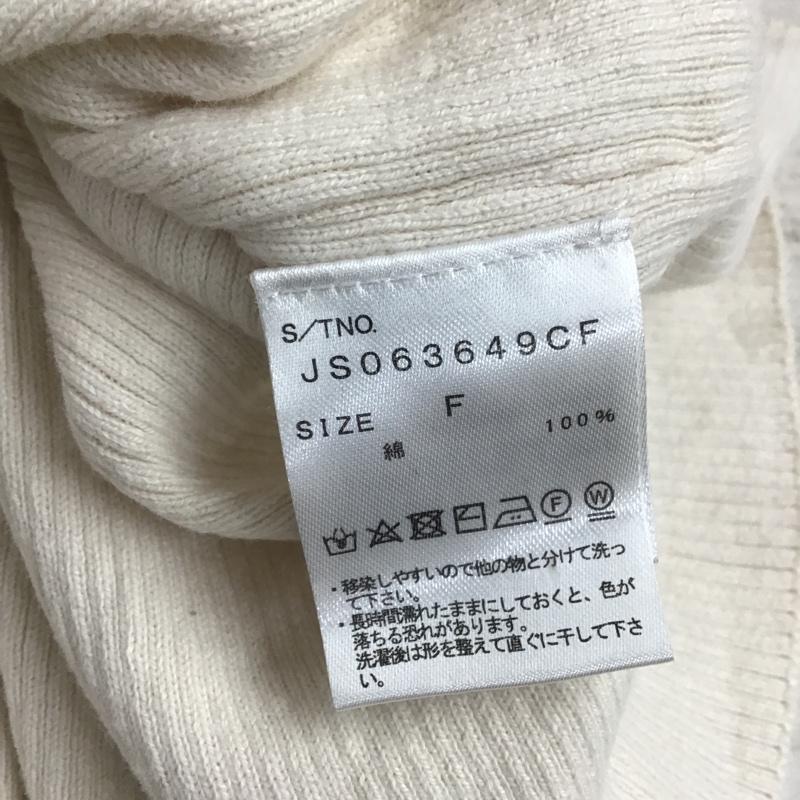 S/TNO.
JS063649CF
SIZE F
綿 100%
F W
・移染しやすいので他の物と分けて洗っ
て下さい。
・長時間濡れたままにしておくと、色が
落ちる恐れがあります。
洗濯後は形を整えて直ぐに干して下さ
い。